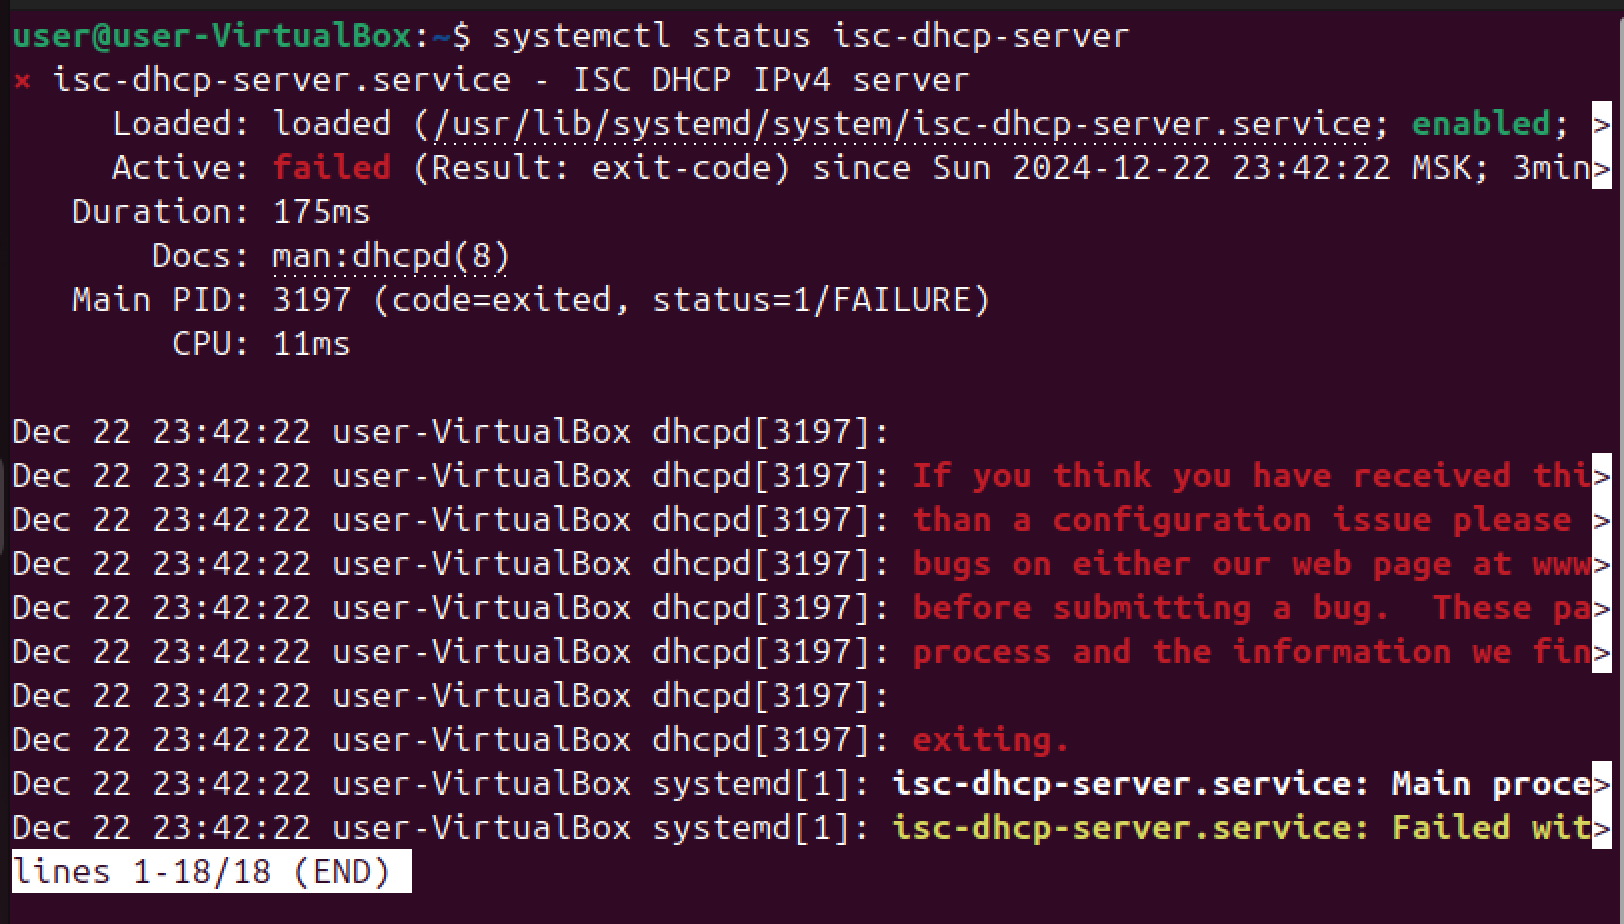 user@user-VirtualBox:~$ systemctl status isc-dhcp-server
× isc-dhcp-server.service - ISC DHCP IPv4 server
     Loaded: loaded (/usr/lib/systemd/system/isc-dhcp-server.service; enabled; >
     Active: failed (Result: exit-code) since Sun 2024-12-22 23:42:22 MSK; 3min>
   Duration: 175ms
       Docs: man:dhcpd(8)
   Main PID: 3197 (code=exited, status=1/FAILURE)
        CPU: 11ms

Dec 22 23:42:22 user-VirtualBox dhcpd[3197]:
Dec 22 23:42:22 user-VirtualBox dhcpd[3197]: If you think you have received thi>
Dec 22 23:42:22 user-VirtualBox dhcpd[3197]: than a configuration issue please >
Dec 22 23:42:22 user-VirtualBox dhcpd[3197]: bugs on either our web page at www>
Dec 22 23:42:22 user-VirtualBox dhcpd[3197]: before submitting a bug.  These pa>
Dec 22 23:42:22 user-VirtualBox dhcpd[3197]: process and the information we fin>
Dec 22 23:42:22 user-VirtualBox dhcpd[3197]:
Dec 22 23:42:22 user-VirtualBox dhcpd[3197]: exiting.
Dec 22 23:42:22 user-VirtualBox systemd[1]: isc-dhcp-server.service: Main proce>
Dec 22 23:42:22 user-VirtualBox systemd[1]: isc-dhcp-server.service: Failed wit>
lines 1-18/18 (END)